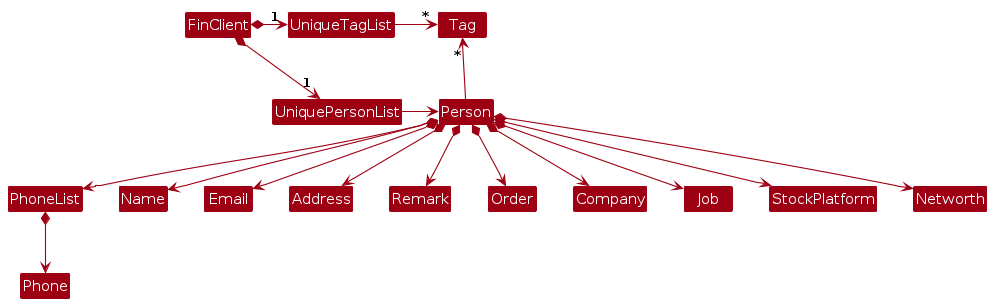 FinClient 1 UniqueTagList * Tag
*
1
UniquePersonList Person
PhoneList Name Email Address Remark Order Company Job StockPlatform Networth
Phone